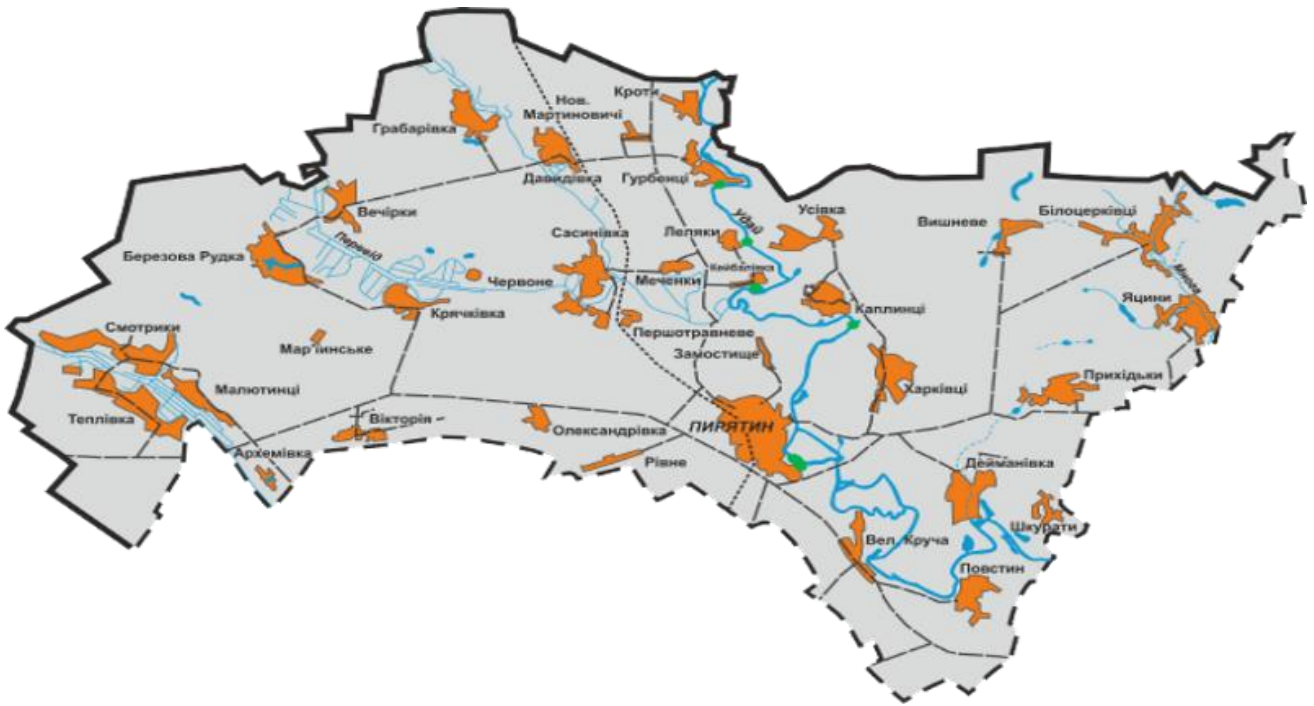 Кроти
Нов.
Мартиновичі
Грабарівка
Давидівка
Гурбенці
Вечірки
Удай
Усівка
Вишневе
Білоцерківці
Березова Рудка
Перевід
Сасинівка
Леляки
Червоне
Меченки
Кейбалівка
Многа
Яцини
Крячківка
Каплинці
Смотрики
Мар'їнське
Першотравневе
Замостище
Малютинці
Харківці
Прихідьки
Теплівка
Вікторія
Олександрівка
ПИРЯТИН
Архемівка
Рівне
Дейманівка
Шкурати
Вел. Круча
Повстин